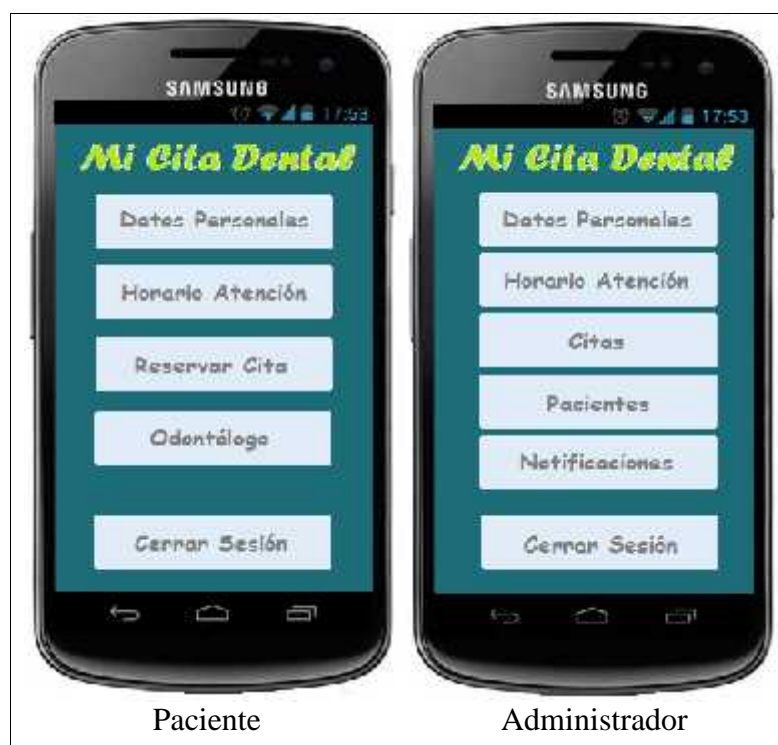 SAMSUNG
17:53
Mi Cita Dental
Datos Personales
Horario Atención
Reservar Cita
Odontálogo
Cerrar Sesión
Paciente
SAMSUNG
17:53
Mi Cita Dental
Datos Personales
Horario Atención
Citas
Pacientes
Notificaciones
Cerrar Sesión
Administrador